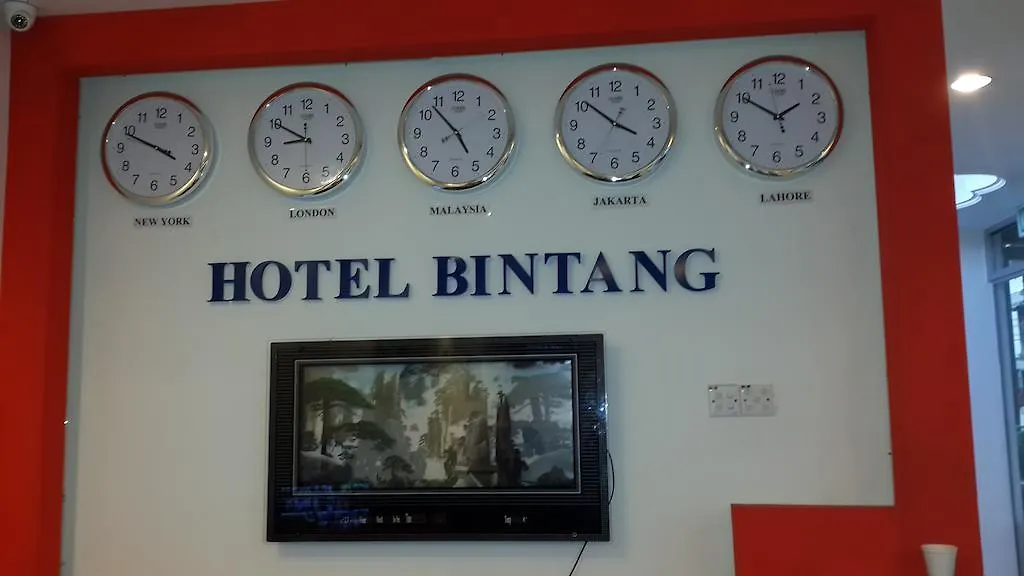 NEW YORK
LONDON
MALAYSIA
JAKARTA
LAHORE
HOTEL BINTANG